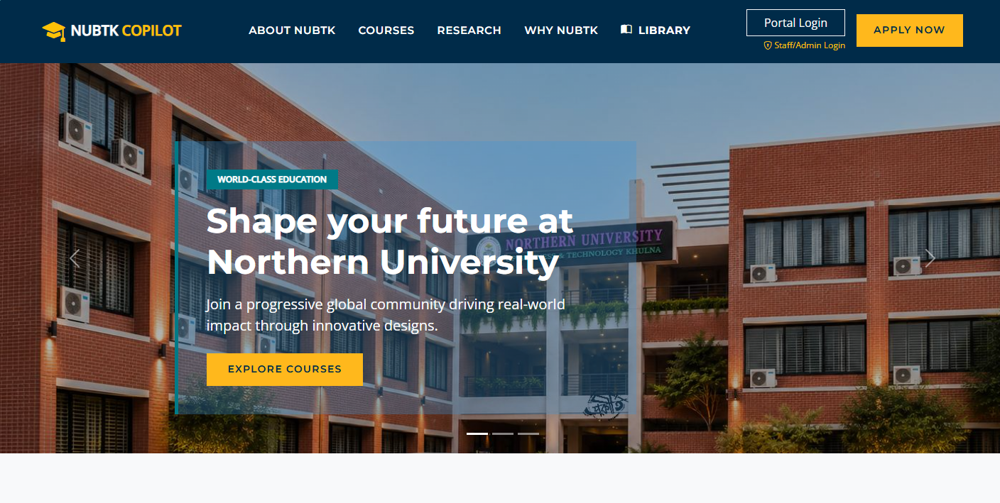 NUBTK COPILOT
ABOUT NUBTK
COURSES
RESEARCH
WHY NUBTK
LIBRARY
Portal Login
Staff/Admin Login
APPLY NOW
WORLD-CLASS EDUCATION
Shape your future at
Northern University
Join a progressive global community driving real-world
impact through innovative designs.
EXPLORE COURSES
NORTHERN UNIVERSITY
& TECHNOLOGY KHULNA